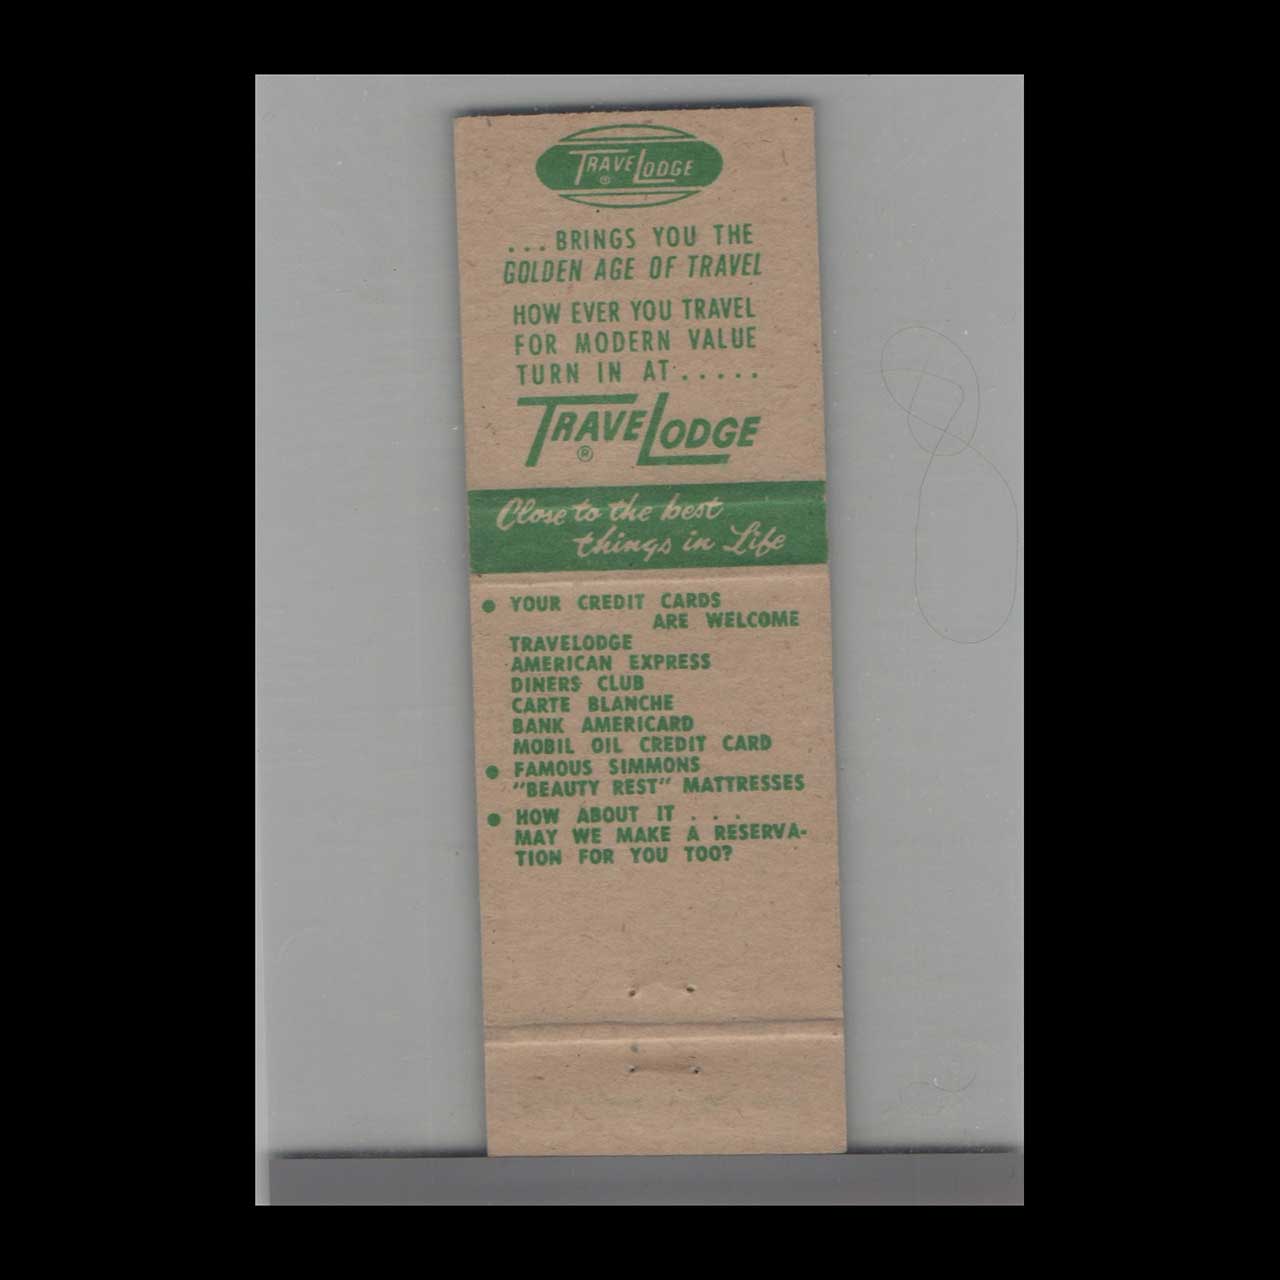 TRAVELODGE
®
...BRINGS YOU THE
GOLDEN AGE OF TRAVEL
HOW EVER YOU TRAVEL
FOR MODERN VALUE
TURN IN AT.....
TRAVELODGE
®
Close to the best
things in Life
• YOUR CREDIT CARDS
ARE WELCOME
TRAVELODGE
AMERICAN EXPRESS
DINERS CLUB
CARTE BLANCHE
BANK AMERICARD
MOBIL OIL CREDIT CARD
• FAMOUS SIMMONS
"BEAUTY REST" MATTRESSES
• HOW ABOUT IT . . .
MAY WE MAKE A RESERVA-
TION FOR YOU TOO?